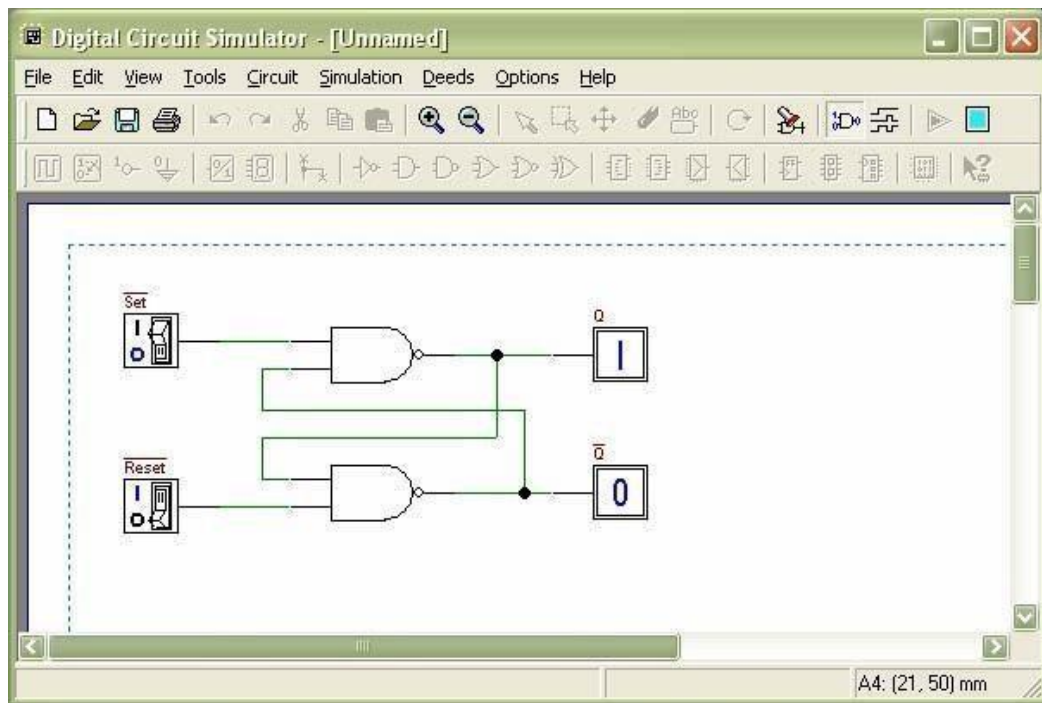 Digital Circuit Simulator - [Unnamed]
File Edit View Tools Circuit Simulation Deeds Options Help
Abc
Set
I
O
Q
I
Reset
I
O
Q
0
A4: (21, 50) mm